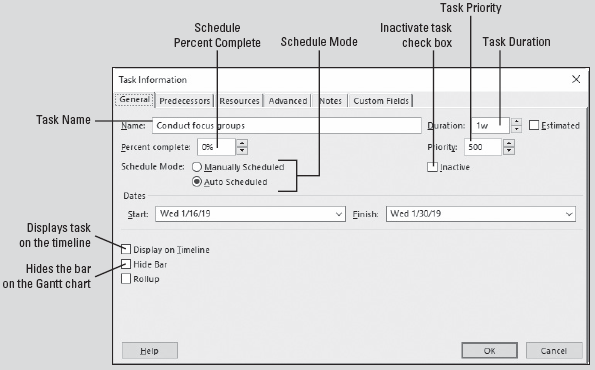 Task Priority
Schedule
Percent Complete
Schedule Mode
Inactivate task
check box
Task Duration
Task Information
General
Predecessors
Resources
Advanced
Notes
Custom Fields
Task Name
Name:
Conduct focus groups
Duration:
1w
Estimated
Percent complete:
0%
Priority:
500
Schedule Mode:
Manually Scheduled
Inactive
Auto Scheduled
Dates
Start:
Wed 1/16/19
Finish:
Wed 1/30/19
Displays task
on the timeline
Display on Timeline
Hides the bar
on the Gantt chart
Hide Bar
Rollup
Help
OK
Cancel